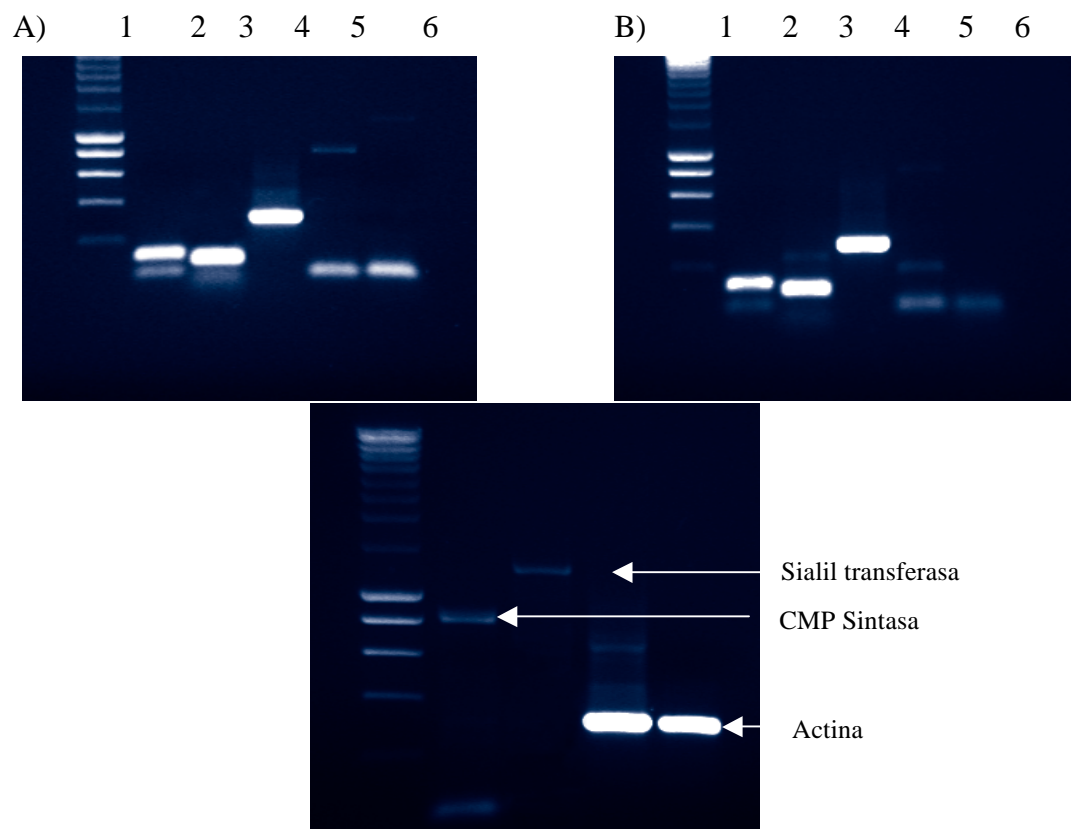 A) 1 2 3 4 5 6
B) 1 2 3 4 5 6
Sialil transferasa
CMP Sintasa
Actina